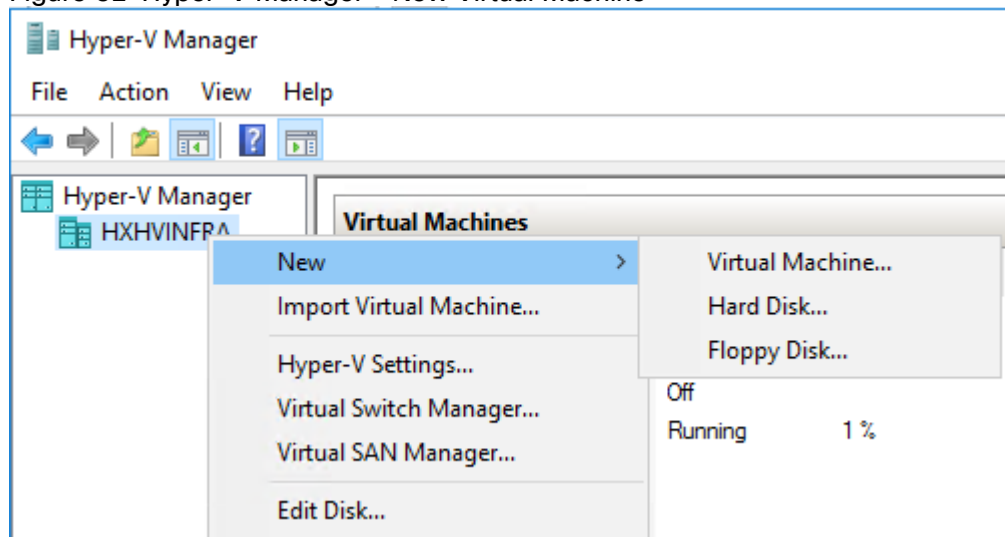 Hyper-V Manager
File Action View Help
Hyper-V Manager
HXHVINFRA
Virtual Machines
New >
Import Virtual Machine...
Hyper-V Settings...
Virtual Switch Manager...
Virtual SAN Manager...
Edit Disk...
Virtual Machine...
Hard Disk...
Floppy Disk...
Off
Running 1 %